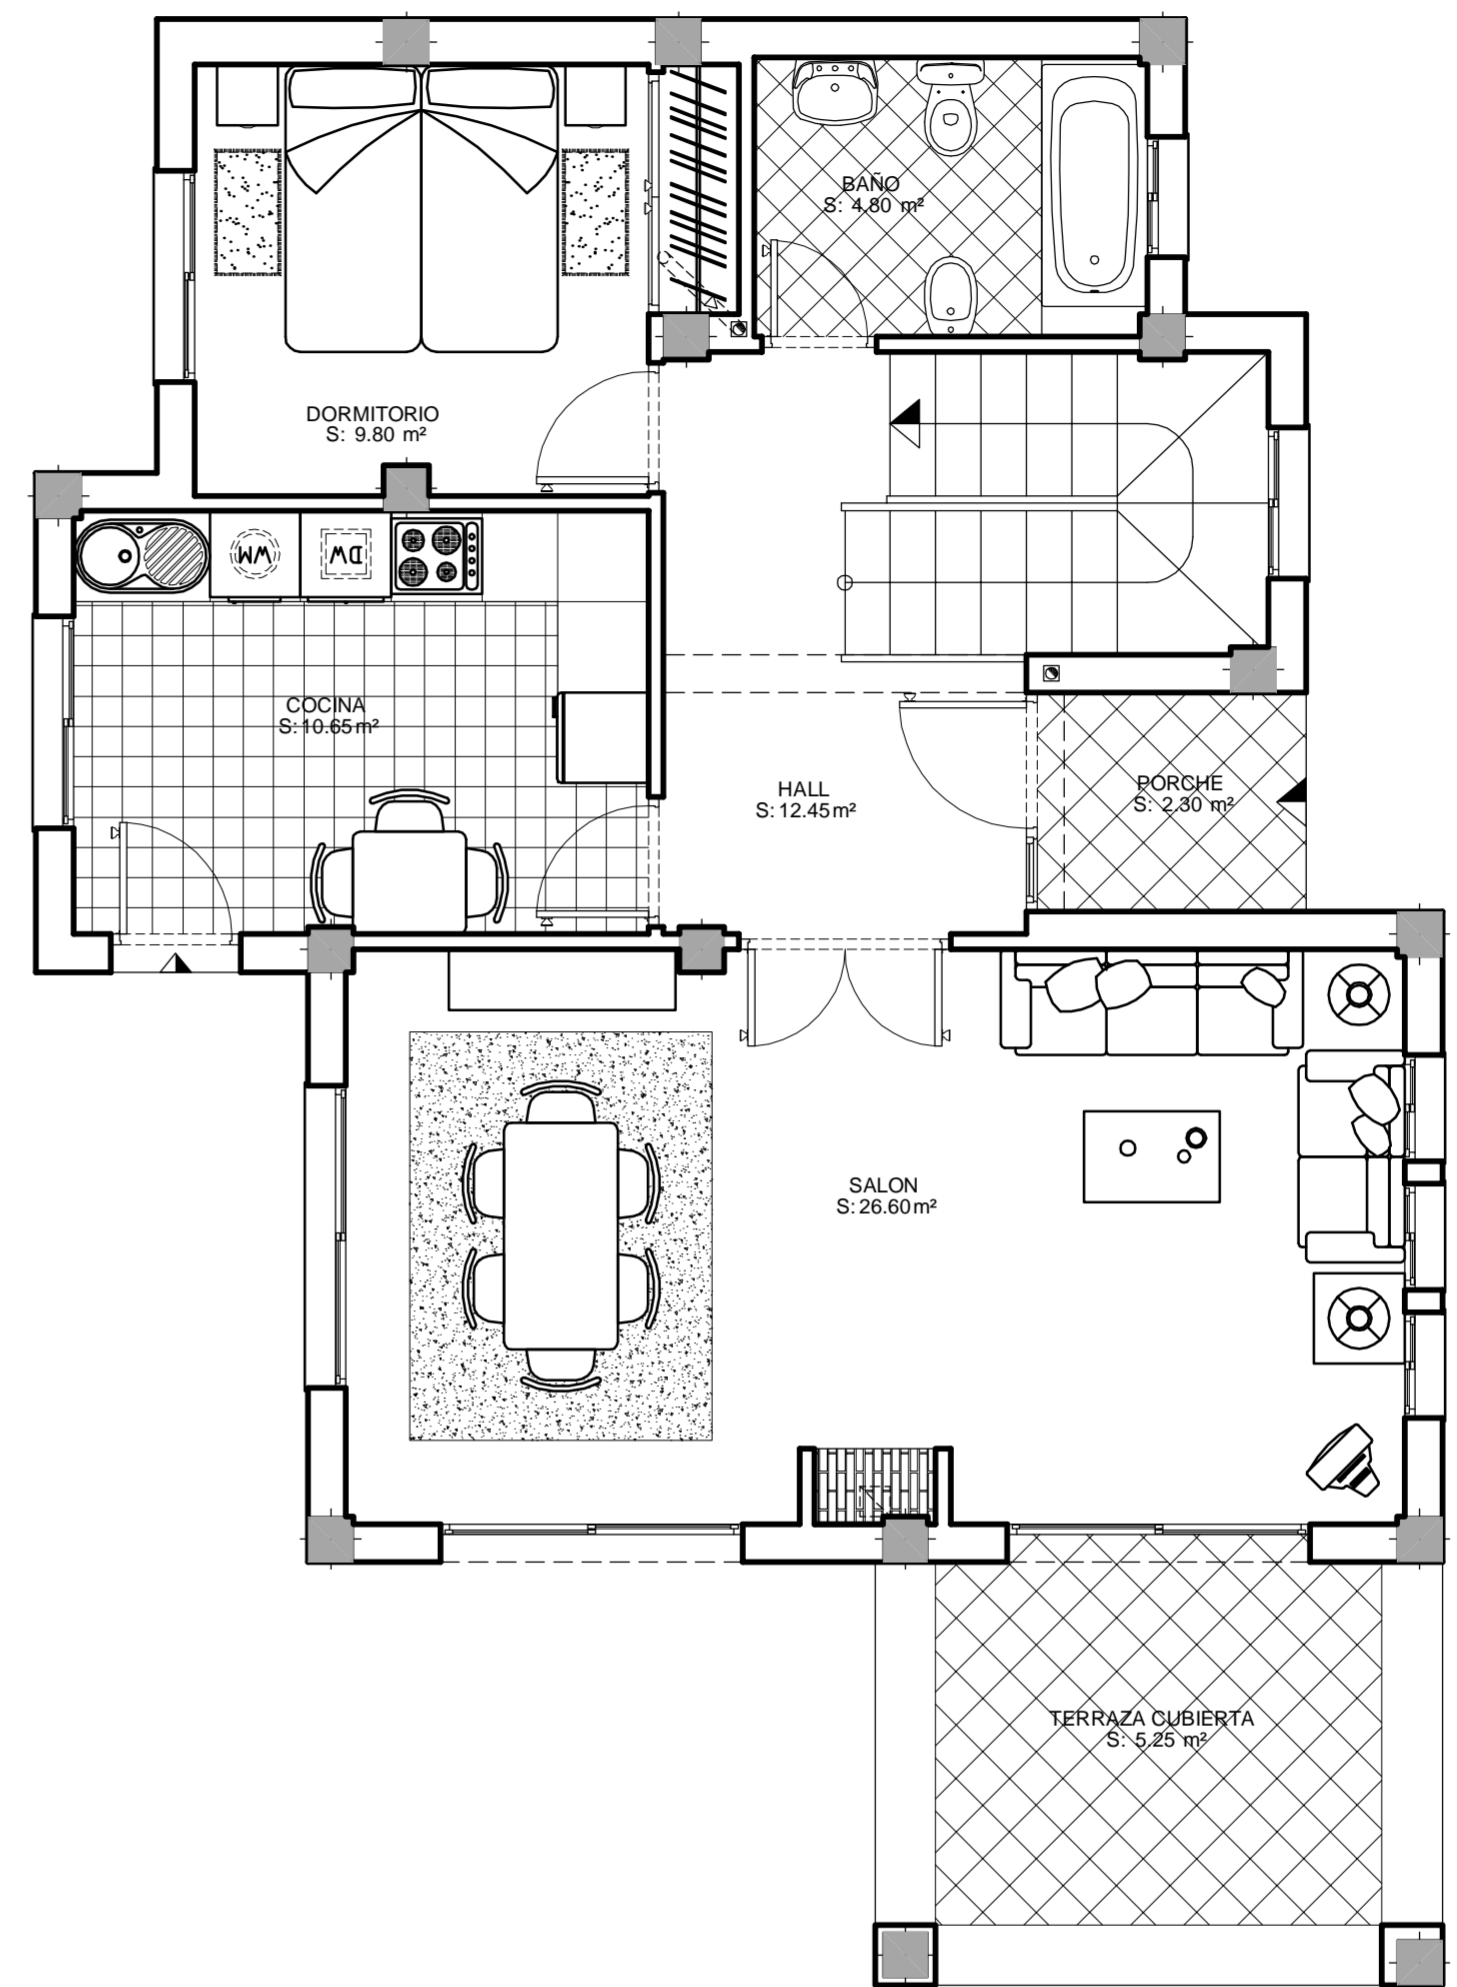 BAÑO
S: 4.80 m²
DORMITORIO
S: 9.80 m²
WM
DW
COCINA
S: 10.65 m²
HALL
S: 12.45 m²
PORCHE
S: 2.30 m²
SALON
S: 26.60 m²
TERRAZA CUBIERTA
S: 5.25 m²